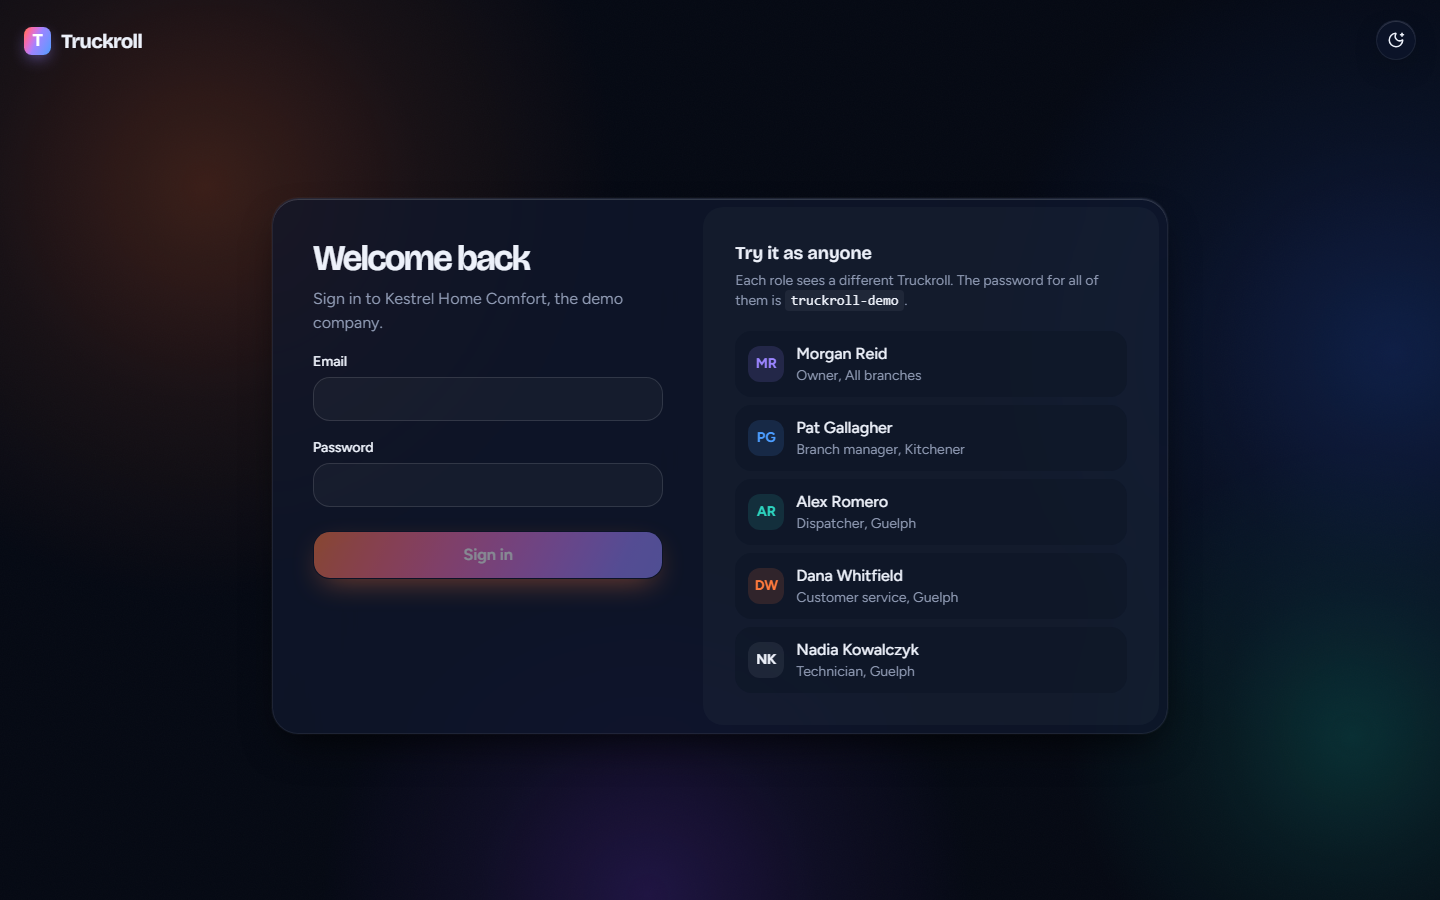 T Truckroll
Welcome back
Sign in to Kestrel Home Comfort, the demo
company.
Email
Password
Sign in
Try it as anyone
Each role sees a different Truckroll. The password for all of
them is truckroll-demo.
MR
Morgan Reid
Owner, All branches
PG
Pat Gallagher
Branch manager, Kitchener
AR
Alex Romero
Dispatcher, Guelph
DW
Dana Whitfield
Customer service, Guelph
NK
Nadia Kowalczyk
Technician, Guelph